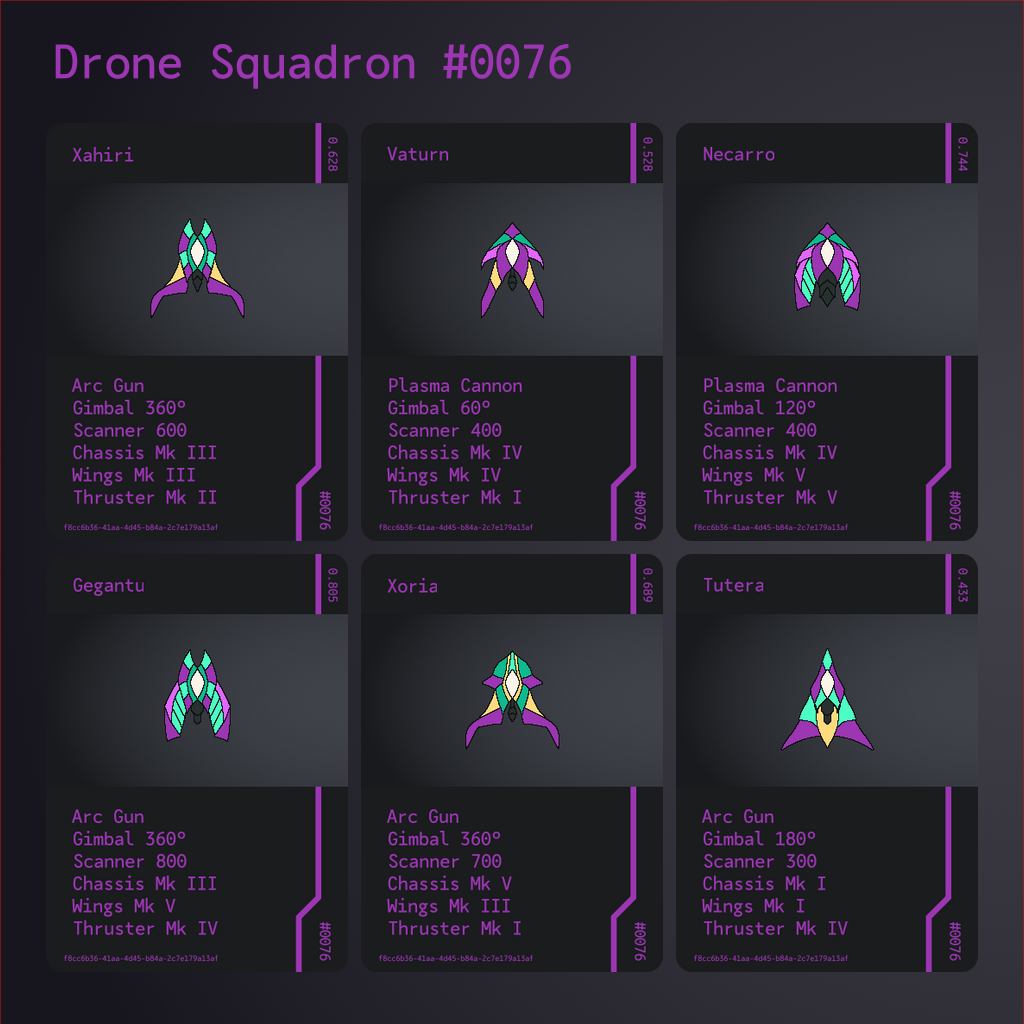 Drone Squadron #0076
Xahiri
0.628
Arc Gun
Gimbal 360º
Scanner 600
Chassis Mk III
Wings Mk III
Thruster Mk II
#0076
f8cc6b36-41aa-4d45-b84a-2c7e179a13af
Vaturn
0.528
Plasma Cannon
Gimbal 60º
Scanner 400
Chassis Mk IV
Wings Mk IV
Thruster Mk I
#0076
f8cc6b36-41aa-4d45-b84a-2c7e179a13af
Necarro
0.744
Plasma Cannon
Gimbal 120º
Scanner 400
Chassis Mk IV
Wings Mk V
Thruster Mk V
#0076
f8cc6b36-41aa-4d45-b84a-2c7e179a13af
Gegantu
0.805
Arc Gun
Gimbal 360º
Scanner 800
Chassis Mk III
Wings Mk V
Thruster Mk IV
#0076
f8cc6b36-41aa-4d45-b84a-2c7e179a13af
Xoria
0.689
Arc Gun
Gimbal 360º
Scanner 700
Chassis Mk V
Wings Mk III
Thruster Mk I
#0076
f8cc6b36-41aa-4d45-b84a-2c7e179a13af
Tutera
0.433
Arc Gun
Gimbal 180º
Scanner 300
Chassis Mk I
Wings Mk I
Thruster Mk IV
#0076
f8cc6b36-41aa-4d45-b84a-2c7e179a13af